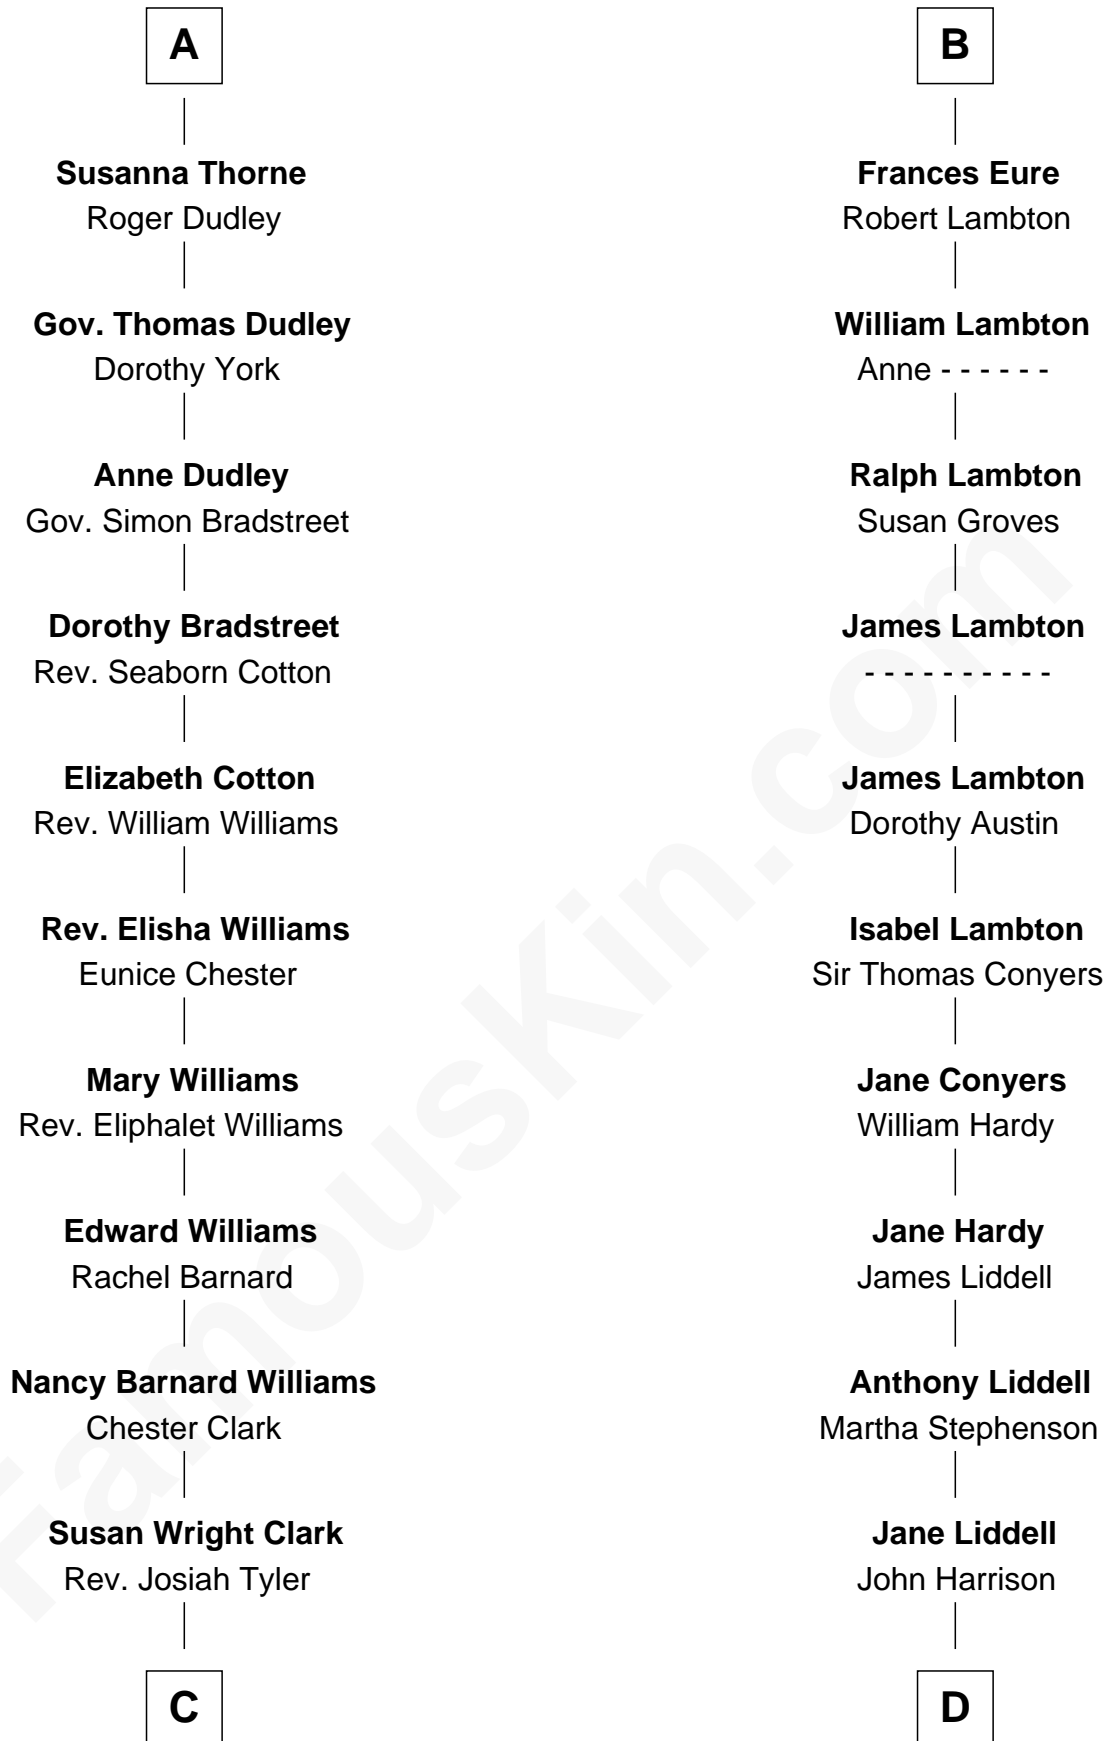 A
Susanna Thorne
Roger Dudley
Gov. Thomas Dudley
Dorothy York
Anne Dudley
Gov. Simon Bradstreet
Dorothy Bradstreet
Rev. Seaborn Cotton
Elizabeth Cotton
Rev. William Williams
Rev. Elisha Williams
Eunice Chester
Mary Williams
Rev. Eliphalet Williams
Edward Williams
Rachel Barnard
Nancy Barnard Williams
Chester Clark
Susan Wright Clark
Rev. Josiah Tyler
C
B
Frances Eure
Robert Lambton
William Lambton
Anne - - - - - -
Ralph Lambton
Susan Groves
James Lambton
- - - - - - - - - -
James Lambton
Dorothy Austin
Isabel Lambton
Sir Thomas Conyers
Jane Conyers
William Hardy
Jane Hardy
James Liddell
Anthony Liddell
Martha Stephenson
Jane Liddell
John Harrison
D
FamousKin.com